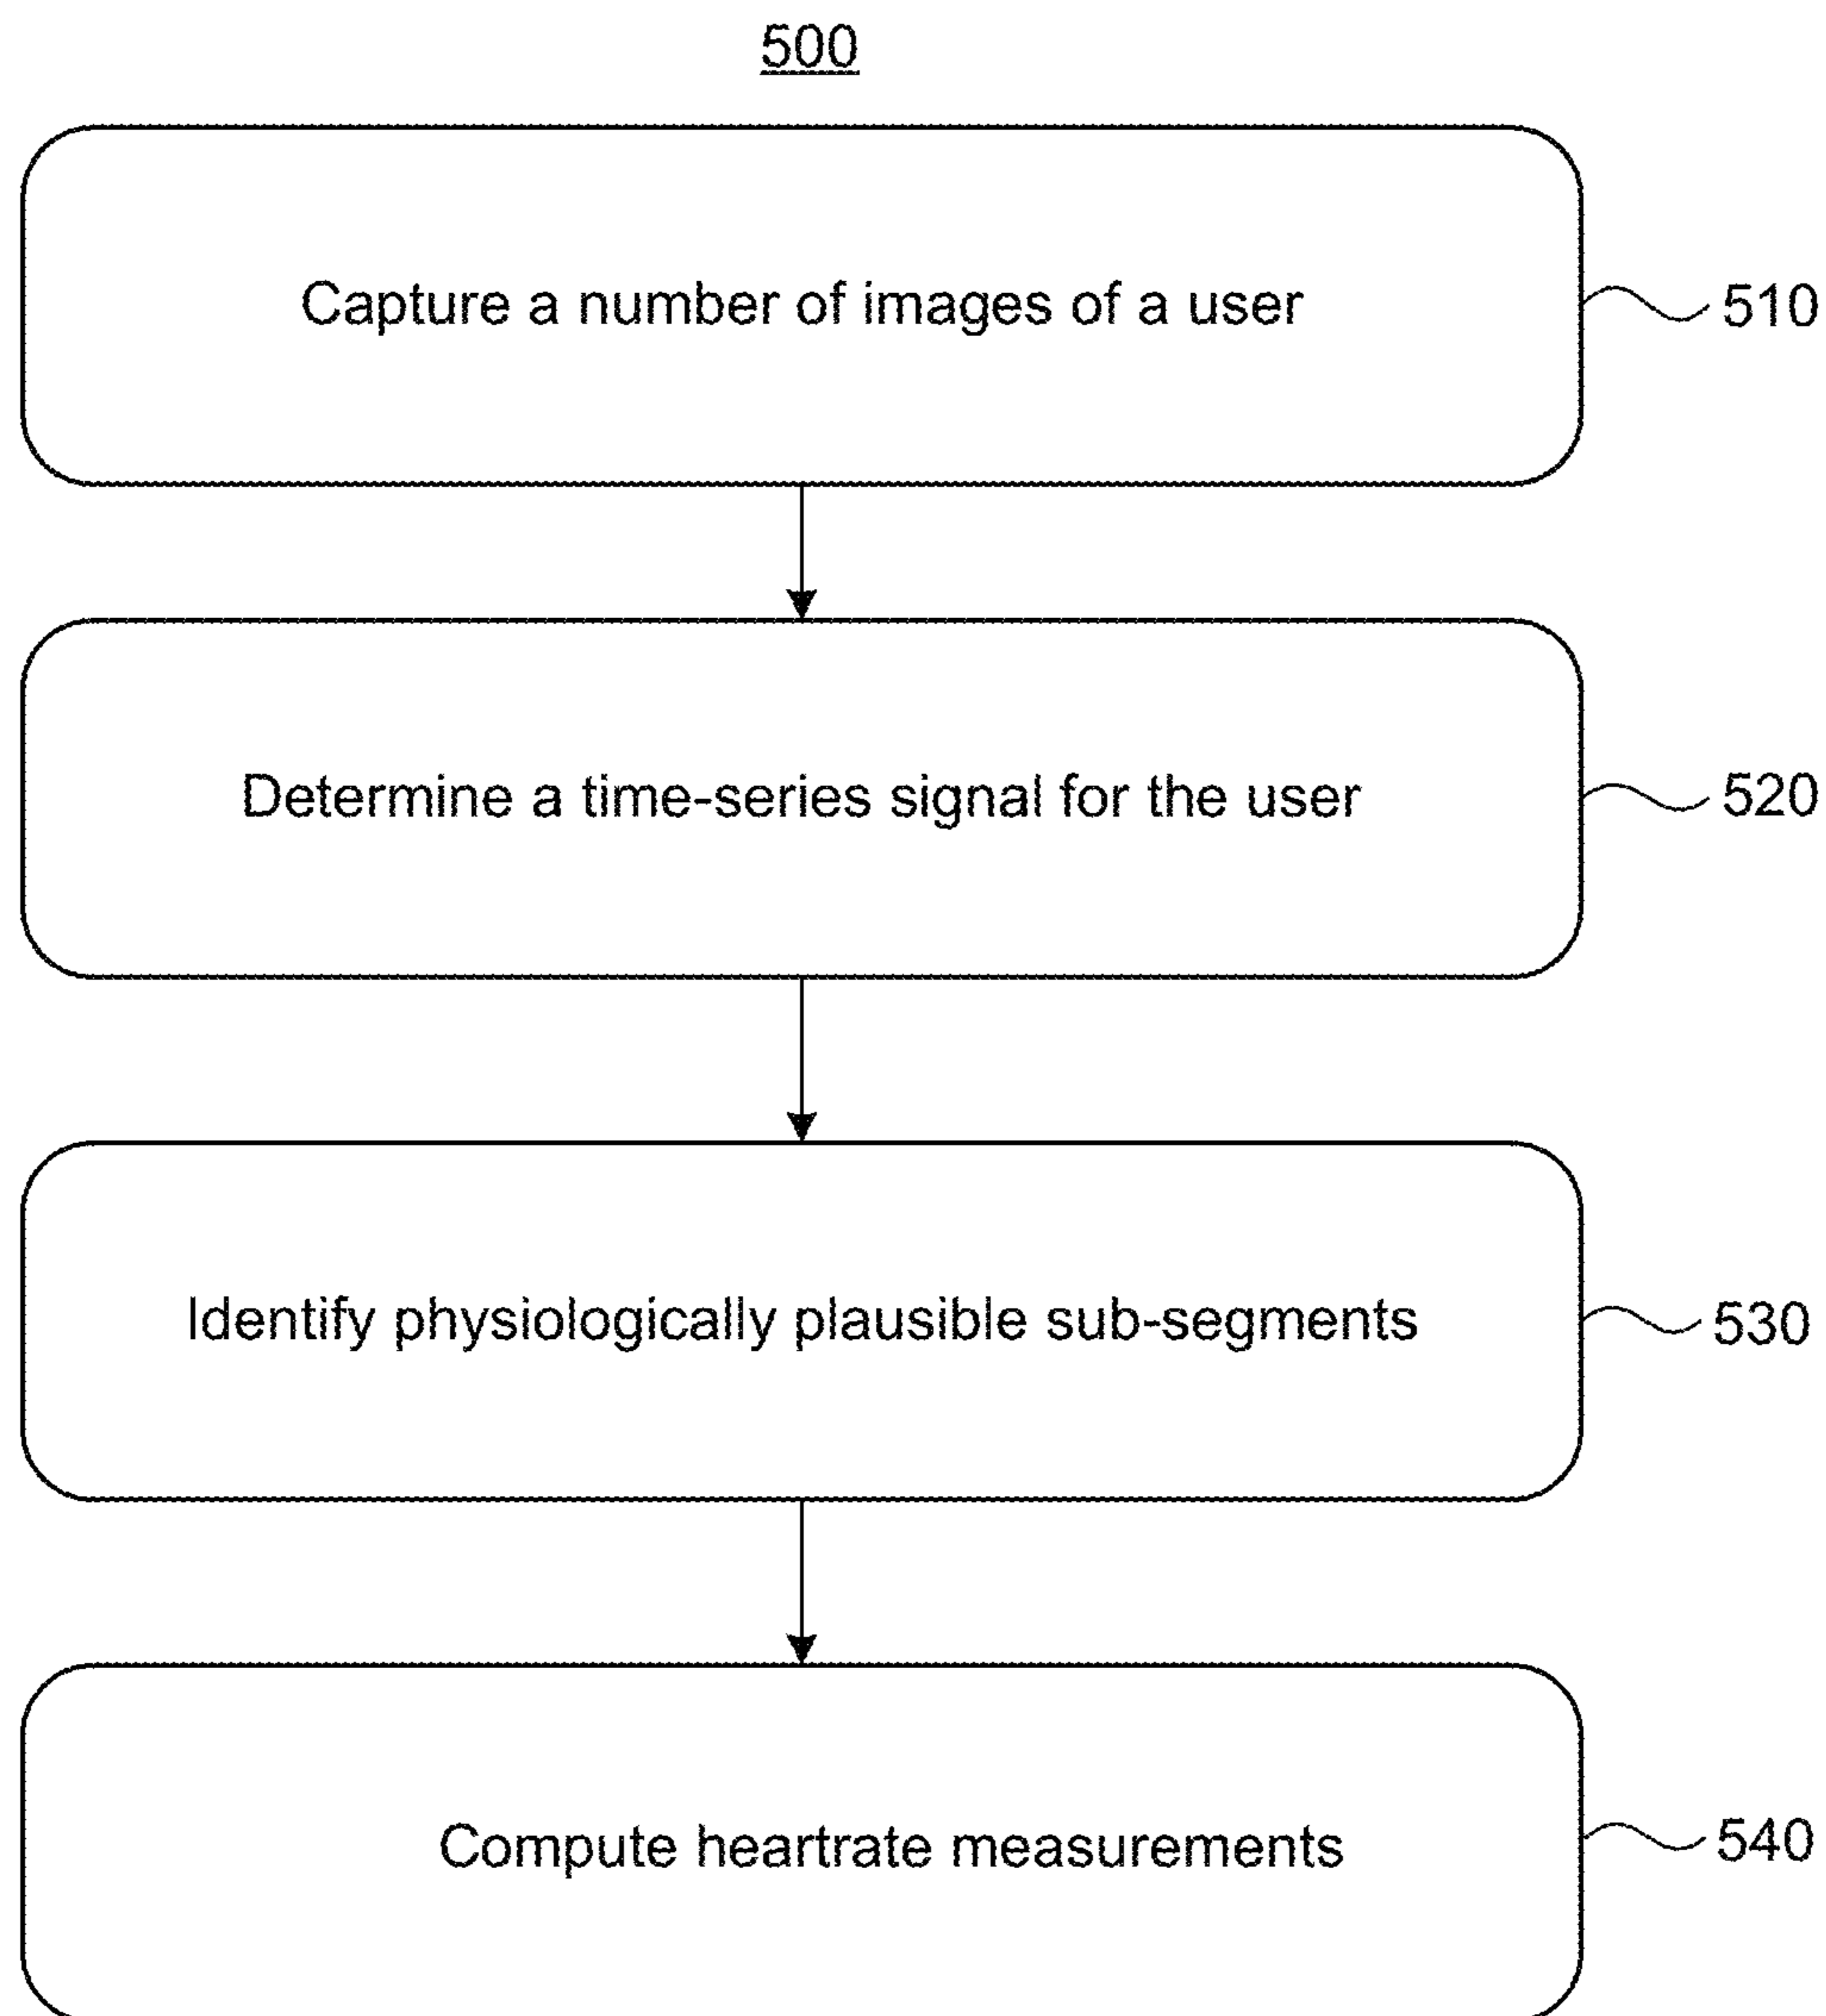 500
Capture a number of images of a user
510
Determine a time-series signal for the user
520
Identify physiologically plausible sub-segments
530
Compute heartrate measurements
540